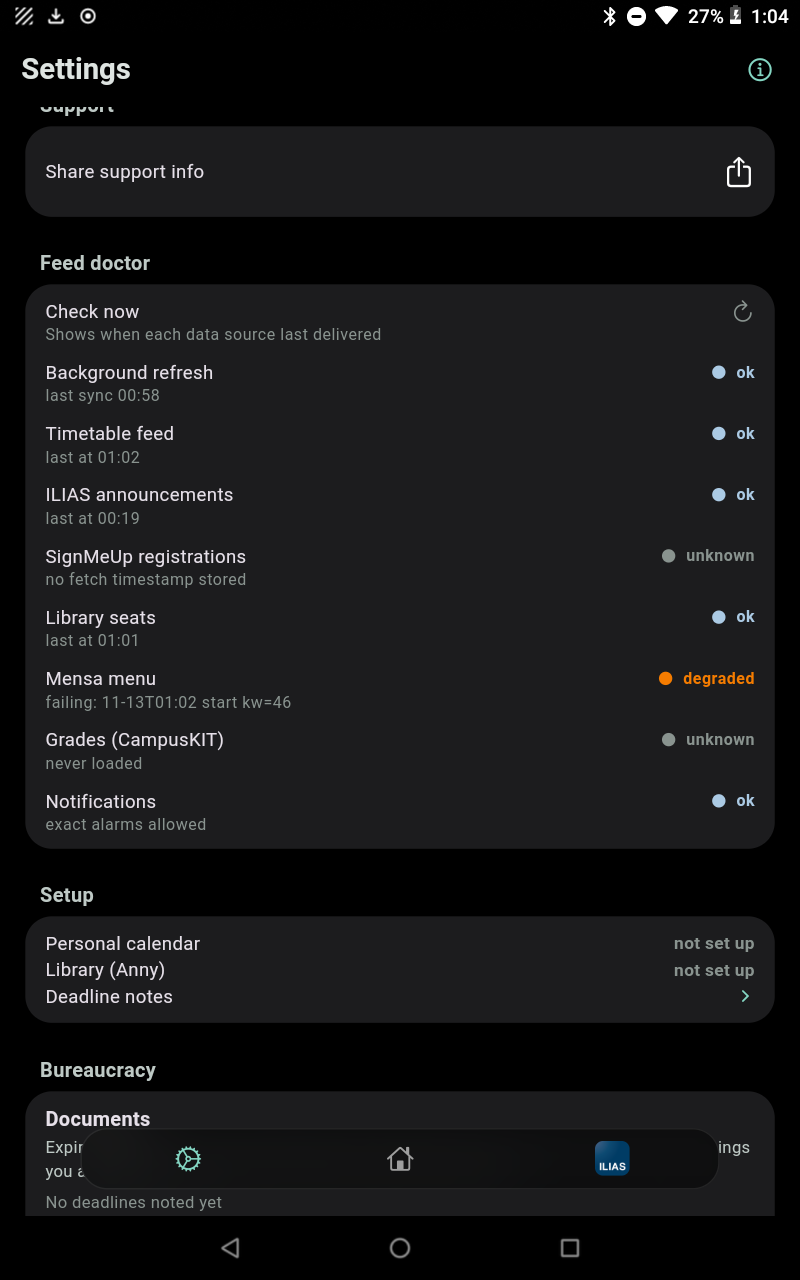 27% 1:04
Settings
Support
Share support info
Feed doctor
Check now
Shows when each data source last delivered
Background refresh ok
last sync 00:58
Timetable feed ok
last at 01:02
ILIAS announcements ok
last at 00:19
SignMeUp registrations unknown
no fetch timestamp stored
Library seats ok
last at 01:01
Mensa menu degraded
failing: 11-13T01:02 start kw=46
Grades (CampusKIT) unknown
never loaded
Notifications ok
exact alarms allowed
Setup
Personal calendar not set up
Library (Anny) not set up
Deadline notes
Bureaucracy
Documents
ILIAS
No deadlines noted yet